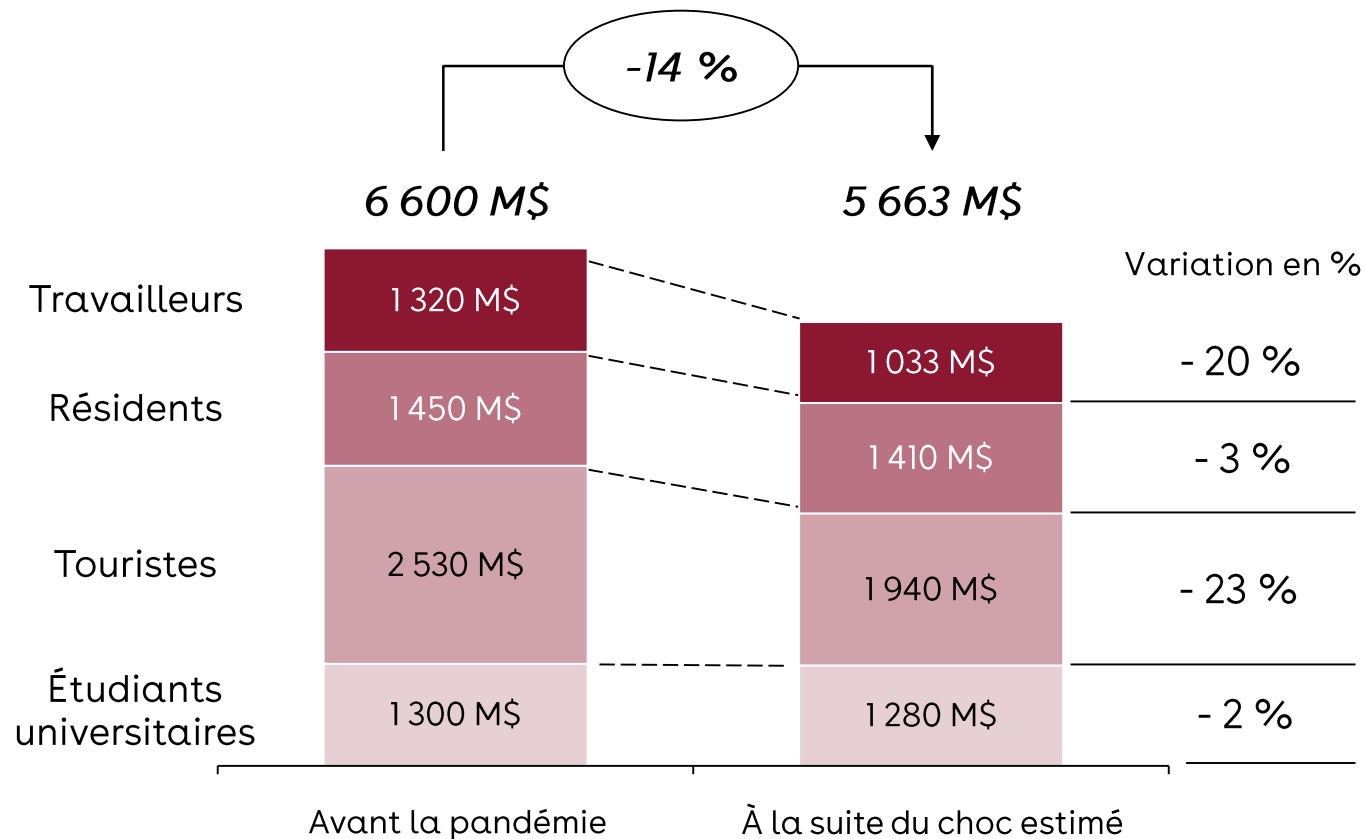 -14 %
6 600 M$
5 663 M$
Variation en %
Travailleurs
1 320 M$
1 033 M$
- 20 %
Résidents
1 450 M$
1 410 M$
- 3 %
Touristes
2 530 M$
1 940 M$
- 23 %
Étudiants
universitaires
1 300 M$
1 280 M$
- 2 %
Avant la pandémie
À la suite du choc estimé